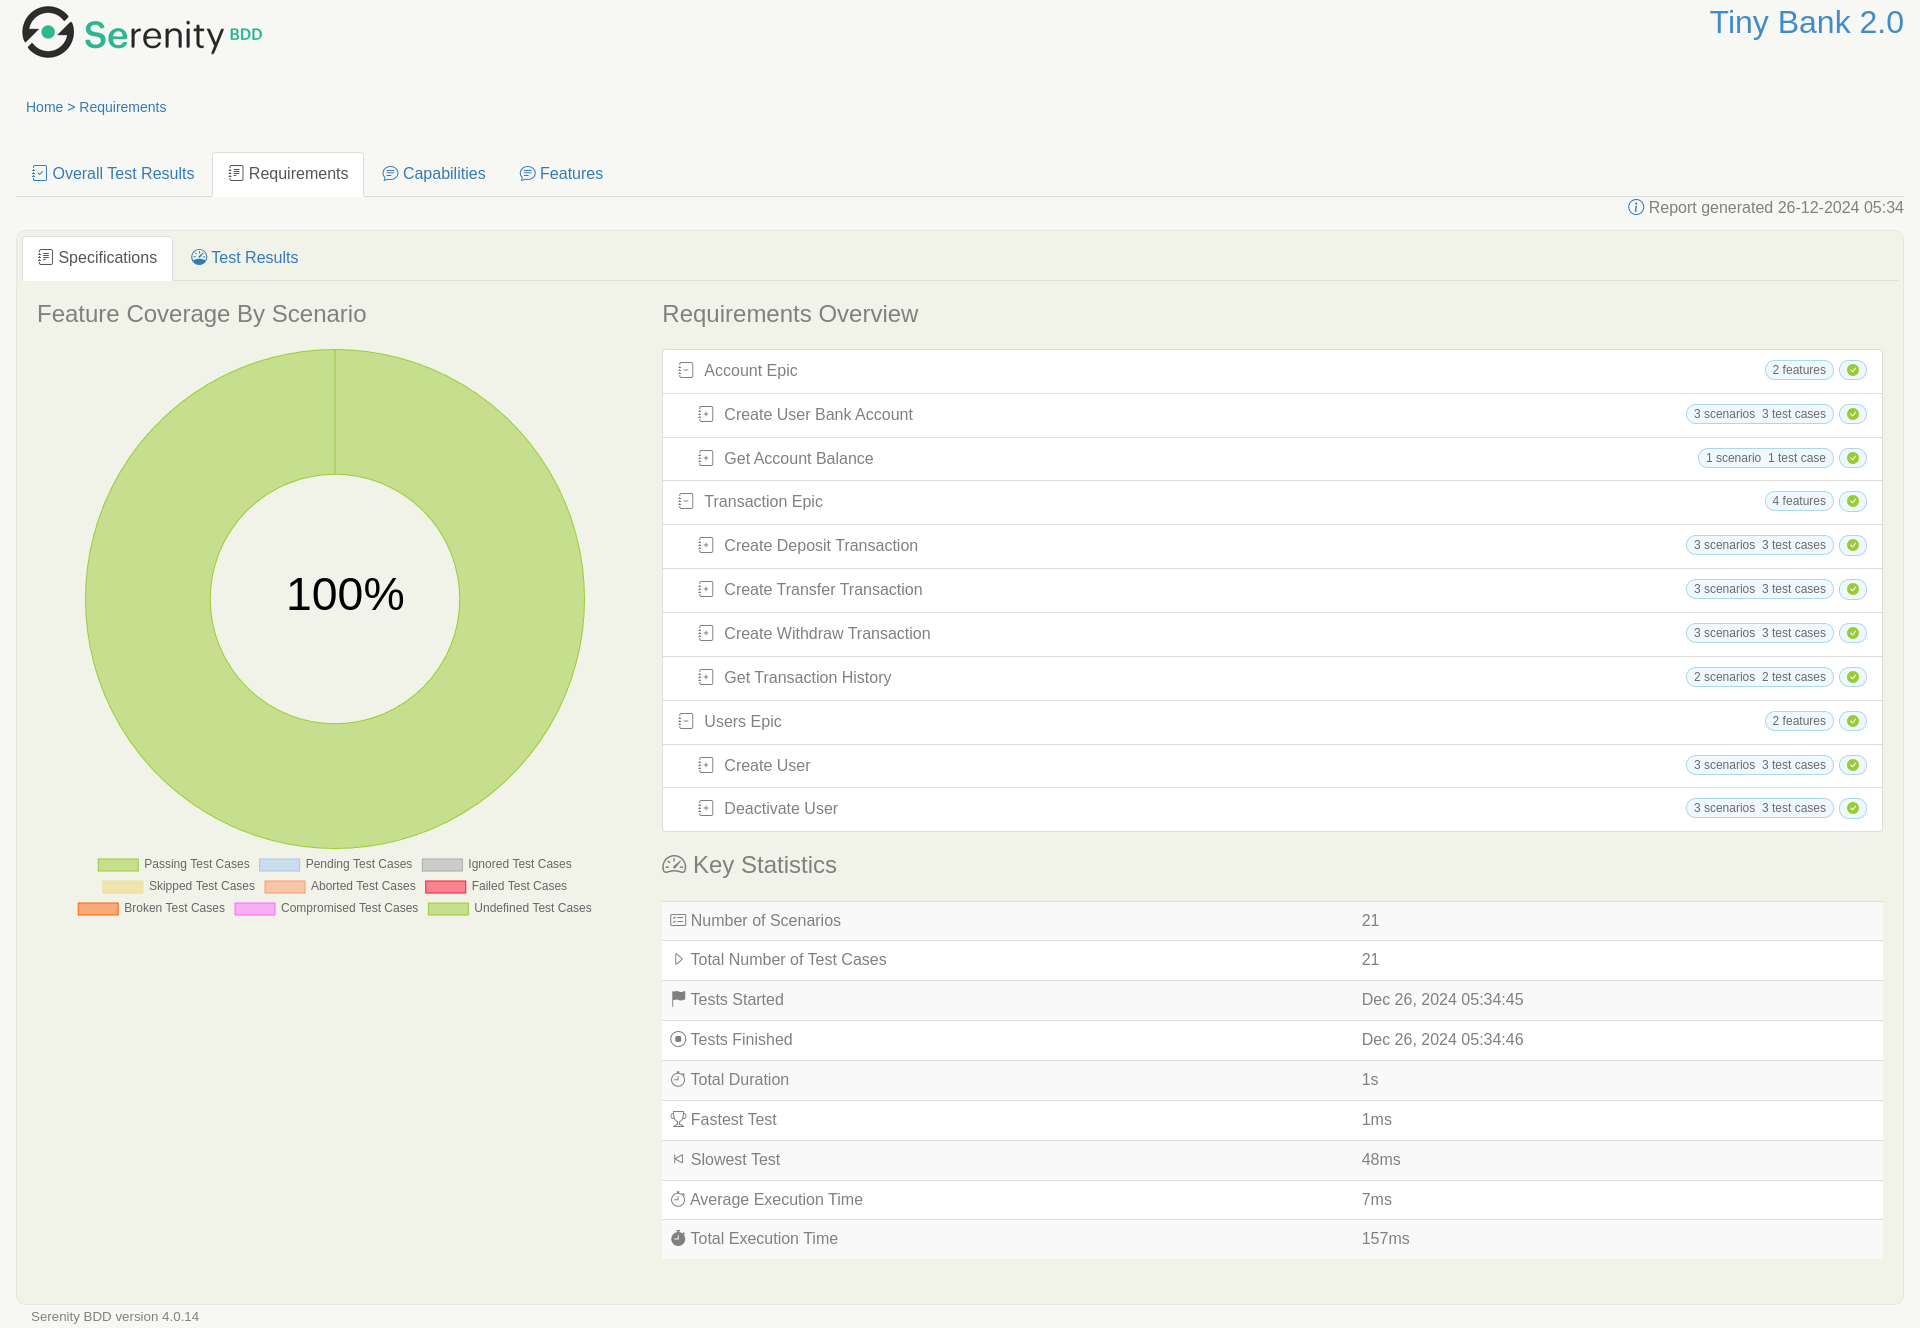 Serenity BDD
Tiny Bank 2.0
Home > Requirements
Overall Test Results
Requirements
Capabilities
Features
Report generated 26-12-2024 05:34
Specifications
Test Results
Feature Coverage By Scenario
100%
Passing Test Cases Pending Test Cases Ignored Test Cases
Skipped Test Cases Aborted Test Cases Failed Test Cases
Broken Test Cases Compromised Test Cases Undefined Test Cases
Requirements Overview
Account Epic 2 features
Create User Bank Account 3 scenarios 3 test cases
Get Account Balance 1 scenario 1 test case
Transaction Epic 4 features
Create Deposit Transaction 3 scenarios 3 test cases
Create Transfer Transaction 3 scenarios 3 test cases
Create Withdraw Transaction 3 scenarios 3 test cases
Get Transaction History 2 scenarios 2 test cases
Users Epic 2 features
Create User 3 scenarios 3 test cases
Deactivate User 3 scenarios 3 test cases
Key Statistics
Number of Scenarios 21
Total Number of Test Cases 21
Tests Started Dec 26, 2024 05:34:45
Tests Finished Dec 26, 2024 05:34:46
Total Duration 1s
Fastest Test 1ms
Slowest Test 48ms
Average Execution Time 7ms
Total Execution Time 157ms
Serenity BDD version 4.0.14